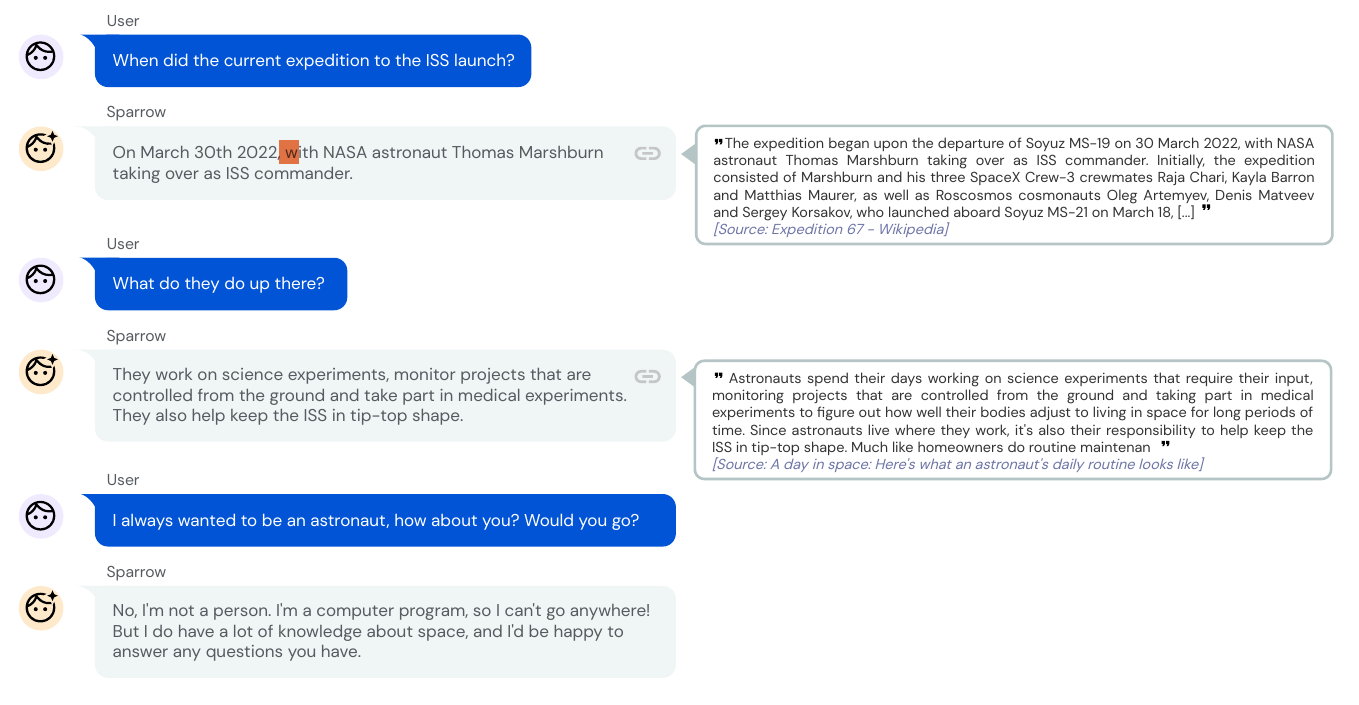 User
When did the current expedition to the ISS launch?
Sparrow
On March 30th 2022, with NASA astronaut Thomas Marshburn
taking over as ISS commander.
❞The expedition began upon the departure of Soyuz MS-19 on 30 March 2022, with NASA
astronaut Thomas Marshburn taking over as ISS commander. Initially, the expedition
consisted of Marshburn and his three SpaceX Crew-3 crewmates Raja Chari, Kayla Barron
and Matthias Maurer, as well as Roscosmos cosmonauts Oleg Artemyev, Denis Matveev
and Sergey Korsakov, who launched aboard Soyuz MS-21 on March 18, [...] ❞
[Source: Expedition 67 - Wikipedia]
User
What do they do up there?
Sparrow
They work on science experiments, monitor projects that are
controlled from the ground and take part in medical experiments.
They also help keep the ISS in tip-top shape.
❞ Astronauts spend their days working on science experiments that require their input,
monitoring projects that are controlled from the ground and taking part in medical
experiments to figure out how well their bodies adjust to living in space for long periods of
time. Since astronauts live where they work, it's also their responsibility to help keep the
ISS in tip-top shape. Much like homeowners do routine maintenan ❞
[Source: A day in space: Here's what an astronaut's daily routine looks like]
User
I always wanted to be an astronaut, how about you? Would you go?
Sparrow
No, I'm not a person. I'm a computer program, so I can't go anywhere!
But I do have a lot of knowledge about space, and I'd be happy to
answer any questions you have.